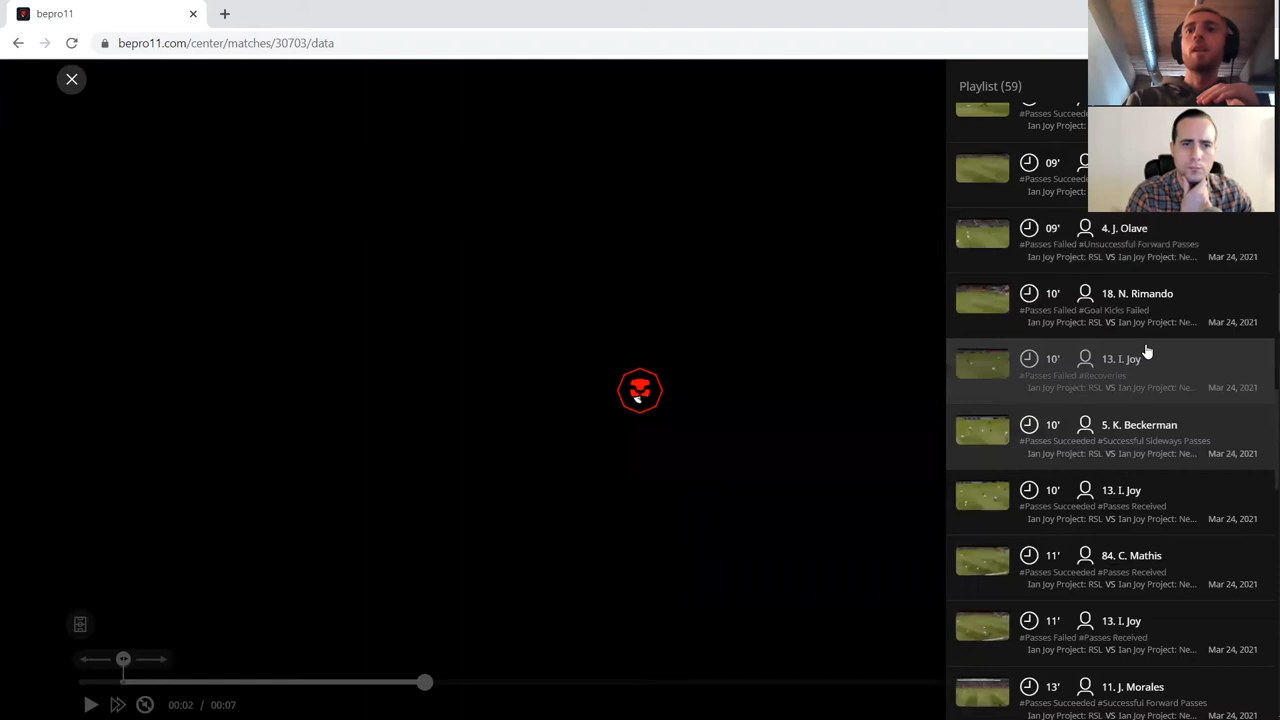 bepro11
bepro11.com/center/matches/30703/data
Playlist (59)
#Passes Succeeded
Ian Joy Project:
09'
#Passes Succeeded
Ian Joy Project:
09' 4. J. Olave
#Passes Failed #Unsuccessful Forward Passes
Ian Joy Project: RSL VS Ian Joy Project: Ne... Mar 24, 2021
10' 18. N. Rimando
#Passes Failed #Goal Kicks Failed
Ian Joy Project: RSL VS Ian Joy Project: Ne... Mar 24, 2021
10' 13. I. Joy
#Passes Failed #Recoveries
Ian Joy Project: RSL VS Ian Joy Project: Ne... Mar 24, 2021
10' 5. K. Beckerman
#Passes Succeeded #Successful Sideways Passes
Ian Joy Project: RSL VS Ian Joy Project: Ne... Mar 24, 2021
10' 13. I. Joy
#Passes Succeeded #Passes Received
Ian Joy Project: RSL VS Ian Joy Project: Ne... Mar 24, 2021
11' 84. C. Mathis
#Passes Succeeded #Passes Received
Ian Joy Project: RSL VS Ian Joy Project: Ne... Mar 24, 2021
11' 13. I. Joy
#Passes Failed #Passes Received
Ian Joy Project: RSL VS Ian Joy Project: Ne... Mar 24, 2021
13' 11. J. Morales
#Passes Succeeded #Successful Forward Passes
Ian Joy Project: RSL VS Ian Joy Project: Ne... Mar 24, 2021
00:02 / 00:07